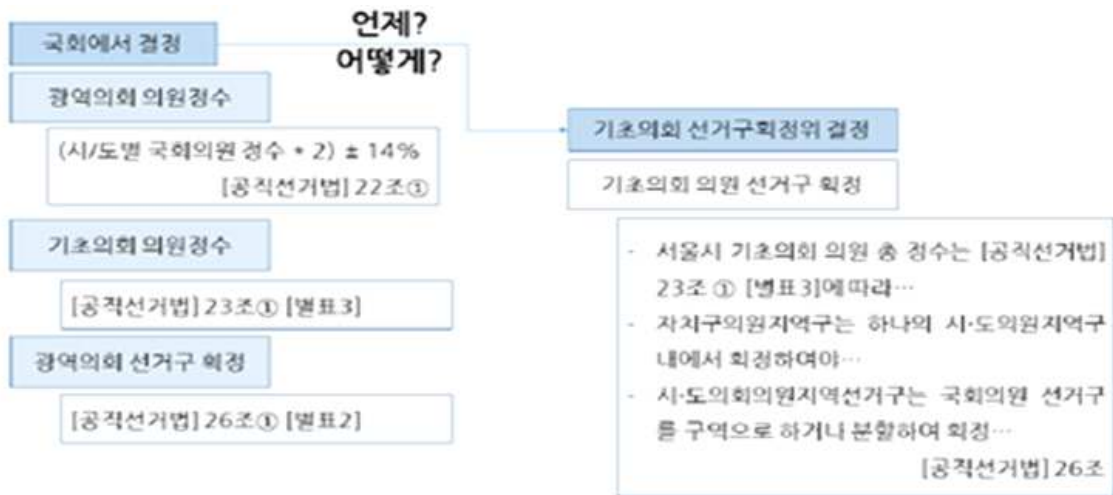 언제?
어떻게?
국회에서 결정
광역의회 의원정수
(시/도별 국회의원 정수 * 2) ± 14%
[공직선거법] 22조①
기초의회 의원정수
[공직선거법] 23조① [별표3]
광역의회 선거구 획정
[공직선거법] 26조① [별표2]
기초의회 선거구획정위 결정
기초의회 의원 선거구 획정
- 서울시 기초의회 의원 총 정수는 [공직선거법]
23조 ① [별표3]에 따라…
- 자치구의원지역구는 하나의 시·도의원지역구
내에서 획정하여야…
- 시·도의회의원지역선거구는 국회의원 선거구
를 구역으로 하거나 분할하여 획정…
[공직선거법] 26조